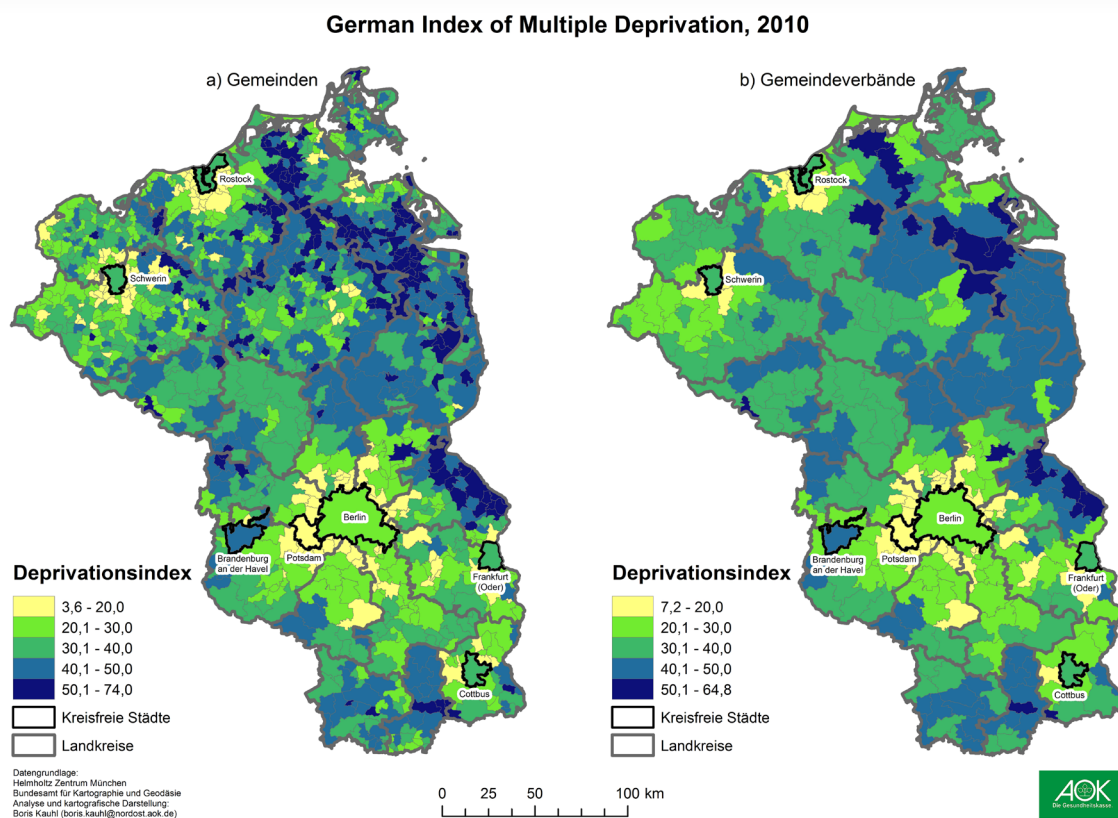 German Index of Multiple Deprivation, 2010
a) Gemeinden
Rostock
Schwerin
Berlin
Brandenburg
an der Havel
Potsdam
Frankfurt
(Oder)
Cottbus
Deprivationsindex
3,6 - 20,0
20,1 - 30,0
30,1 - 40,0
40,1 - 50,0
50,1 - 74,0
Kreisfreie Städte
Landkreise
b) Gemeindeverbände
Rostock
Schwerin
Berlin
Brandenburg
an der Havel
Potsdam
Frankfurt
(Oder)
Cottbus
Deprivationsindex
7,2 - 20,0
20,1 - 30,0
30,1 - 40,0
40,1 - 50,0
50,1 - 64,8
Kreisfreie Städte
Landkreise
Datengrundlage:
Helmholtz Zentrum München
Bundesamt für Kartographie und Geodäsie
Analyse und kartografische Darstellung:
Boris Kauhl (boris.kauhl@nordost.aok.de)
0 25 50 100 km
AOK
Die Gesundheitskasse.